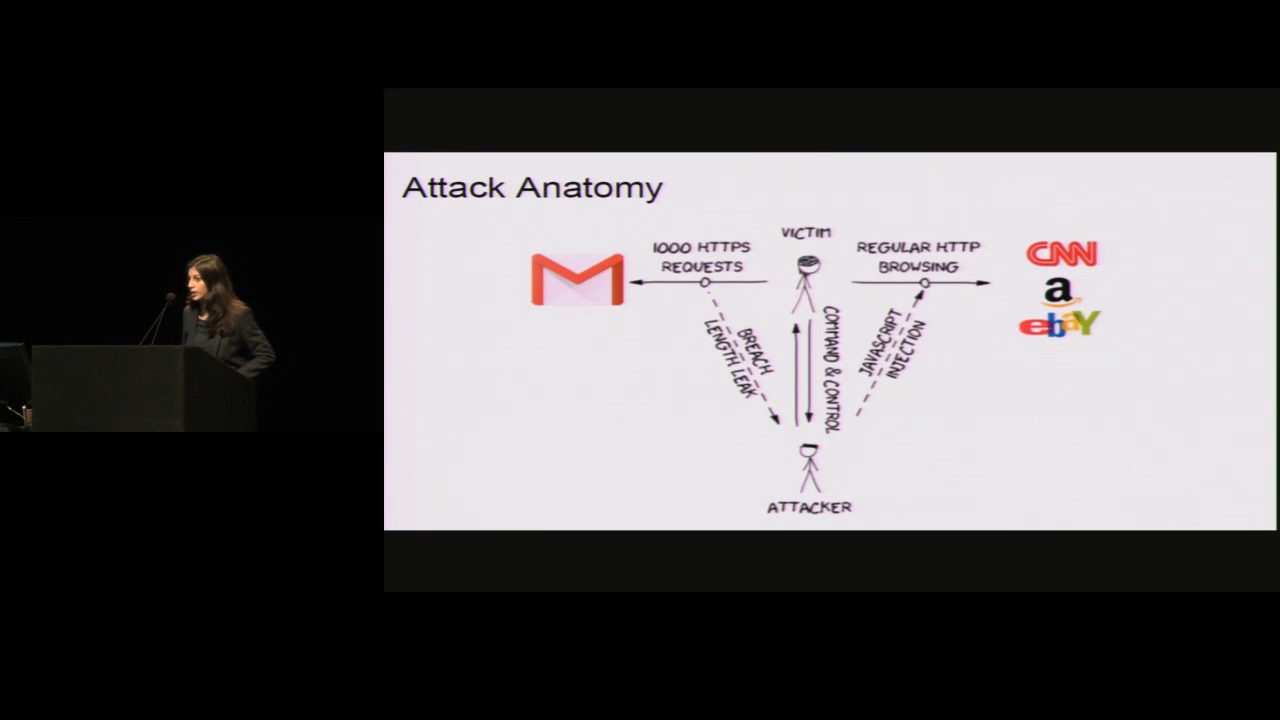 Attack Anatomy
VICTIM
1000 HTTPS
REQUESTS
REGULAR HTTP
BROWSING
CNN
a
ebay
BREACH
LENGTH LEAK
COMMAND & CONTROL
JAVASCRIPT
INJECTION
ATTACKER